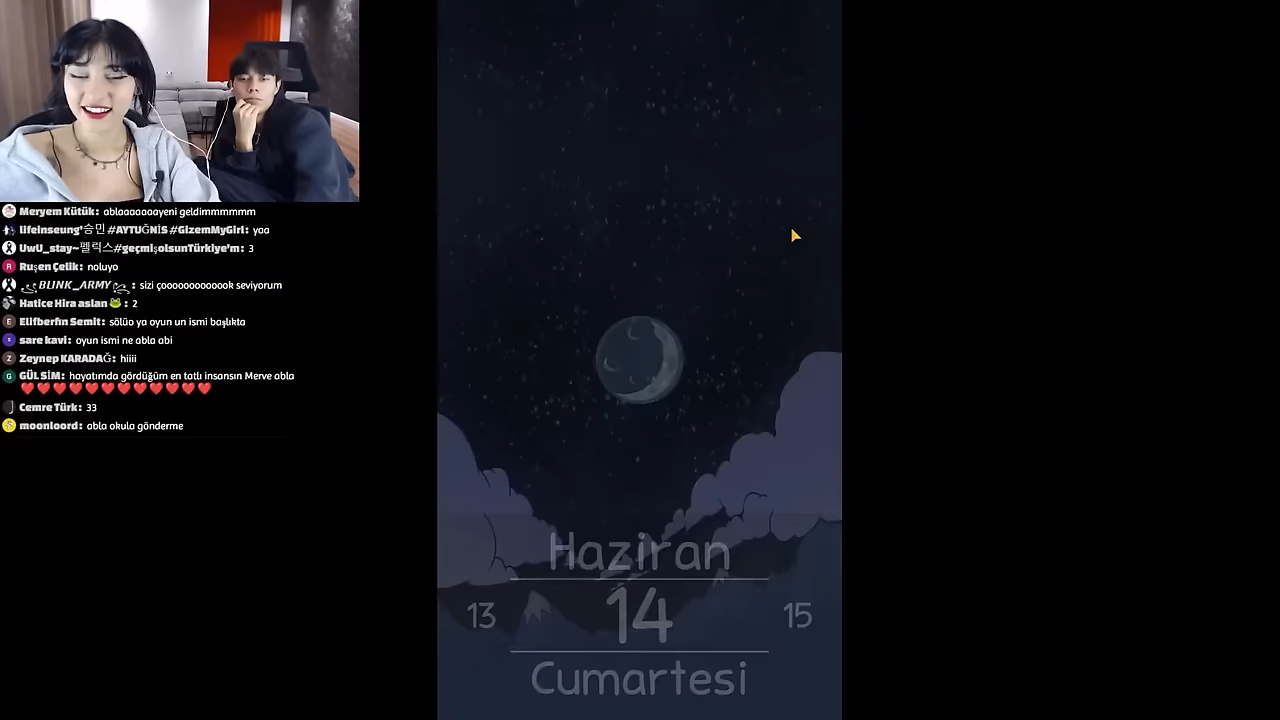 Meryem Kütük: ablaaaaaaayeni geldimmmmmm
lifeinseung'승민 #AYTUĞNİS #GizemMyGirl: yaa
UwU_stay~펠릭스#geçmişolsunTürkiye'm: 3
Ruşen Çelik: noluyo
BLINK_ARMY: sizi çoooooooooooook seviyorum
Hatice Hira aslan 🐸: 2
Elifberfin Semit: sölüo ya oyun un ismi başlıkta
sare kavi: oyun ismi ne abla abi
Zeynep KARADAĞ: hiiii
GÜL SİM: hayatımda gördüğüm en tatlı insansın Merve abla
❤❤❤❤❤❤❤❤❤❤❤❤
Cemre Türk: 33
moonloord: abla okula gönderme
Haziran
13 14 15
Cumartesi